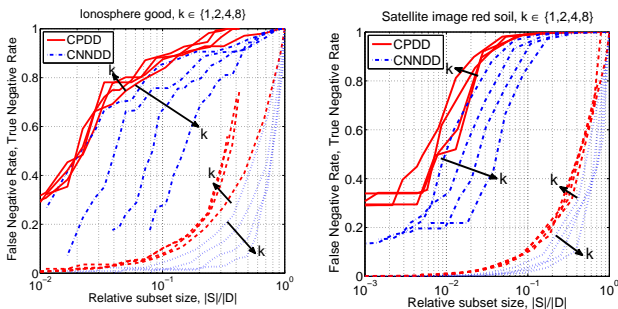 Ionosphere good, k ∈ {1,2,4,8}
False Negative Rate, True Negative Rate
1
0.8
0.6
0.4
0.2
0
CPDD
CNNDD
k
k
k
k
10⁻²
10⁻¹
10⁰
Relative subset size, |S|/|D|
Satellite image red soil, k ∈ {1,2,4,8}
False Negative Rate, True Negative Rate
1
0.8
0.6
0.4
0.2
0
CPDD
CNNDD
k
k
k
k
10⁻³
10⁻²
10⁻¹
10⁰
Relative subset size, |S|/|D|